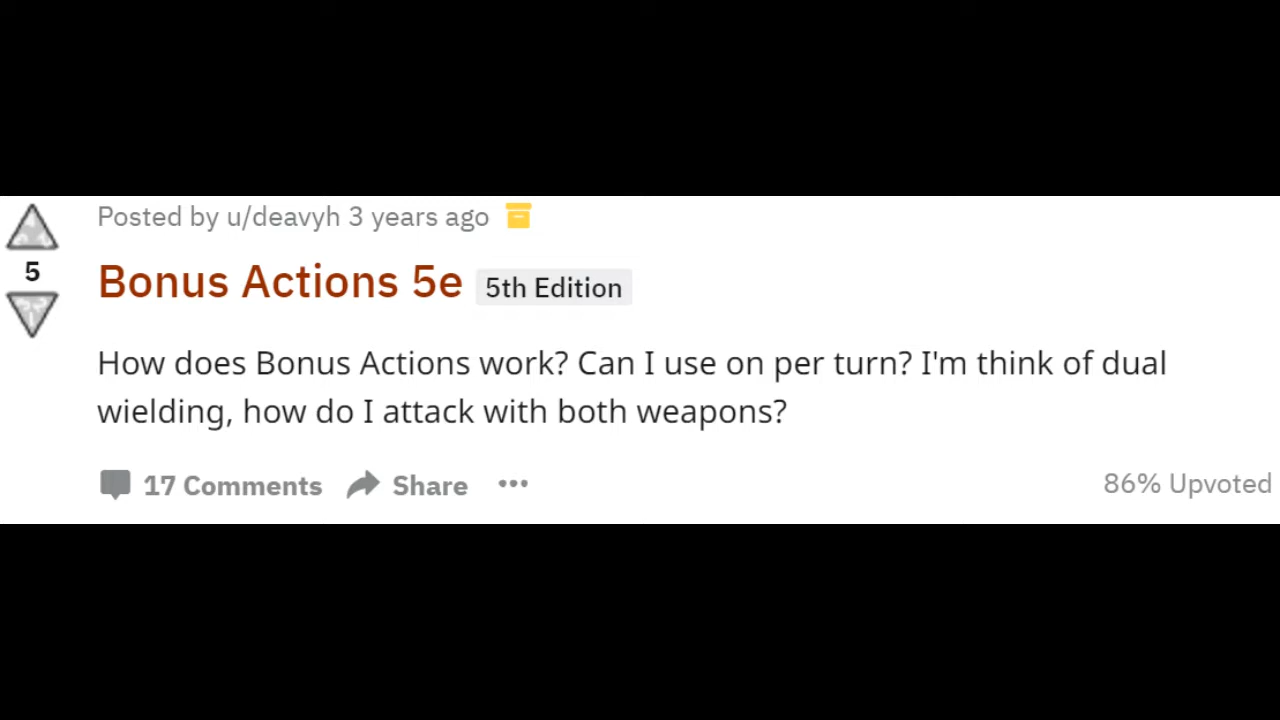 Posted by u/deavyh 3 years ago
5
Bonus Actions 5e 5th Edition
How does Bonus Actions work? Can I use on per turn? I'm think of dual
wielding, how do I attack with both weapons?
17 Comments Share ••• 86% Upvoted